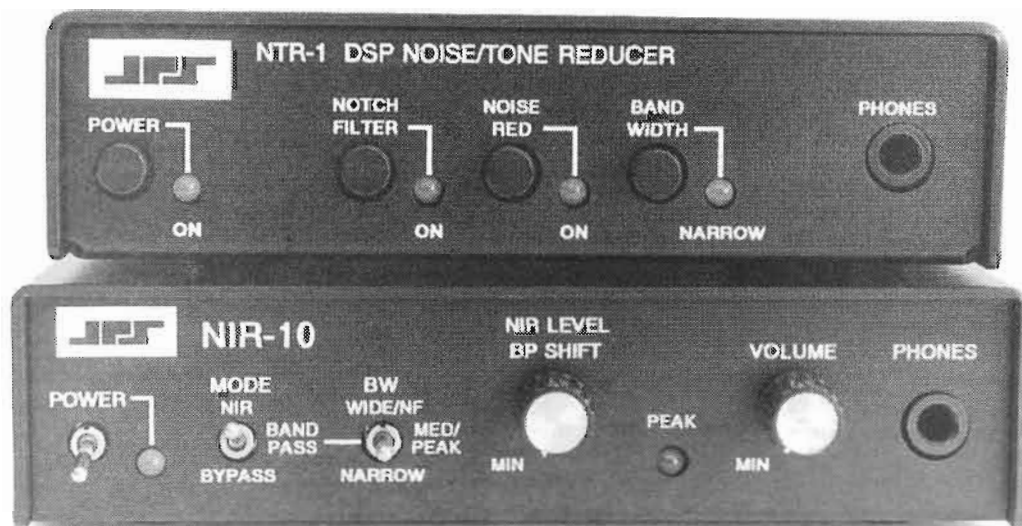 JPS
NTR-1 DSP NOISE/TONE REDUCER
POWER
ON
NOTCH
FILTER
ON
NOISE
RED
ON
BAND
WIDTH
NARROW
PHONES
JPS
NIR-10
POWER
MODE
NIR
BAND
PASS
BYPASS
BW
WIDE/NF
MED/
PEAK
NARROW
NIR LEVEL
BP SHIFT
MIN
PEAK
VOLUME
MIN
PHONES